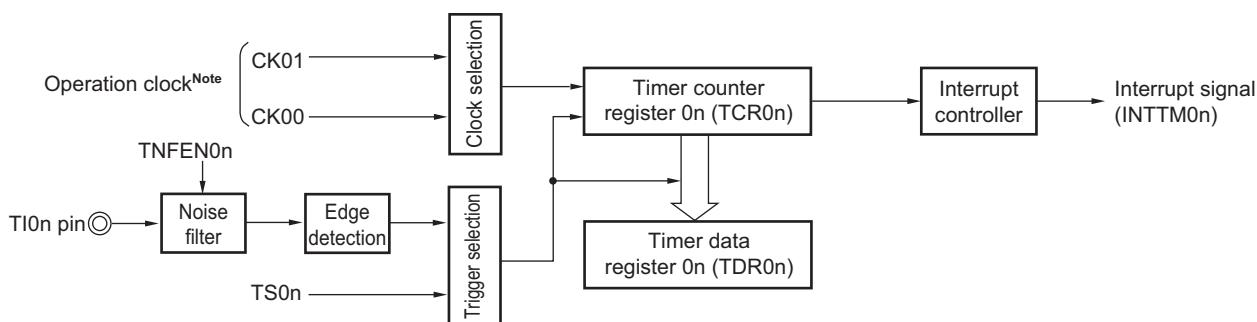 Operation clockNote
CK01
CK00
Clock selection
Timer counter
register 0n (TCR0n)
Interrupt
controller
Interrupt signal
(INTTM0n)
TNFEN0n
TI0n pin
Noise
filter
Edge
detection
TS0n
Trigger selection
Timer data
register 0n (TDR0n)